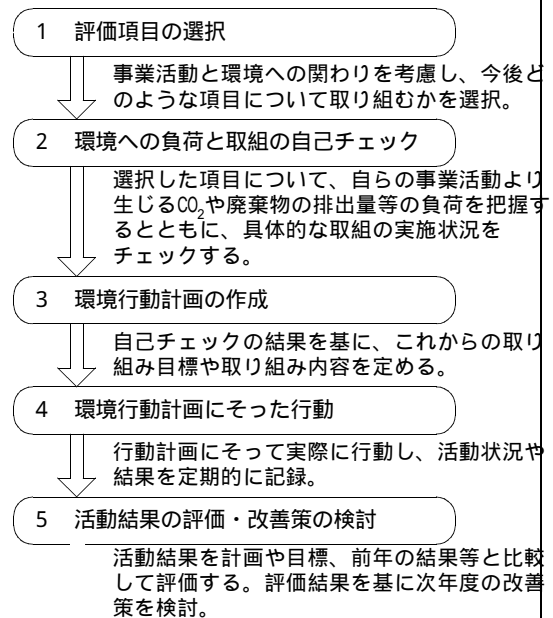 1 評価項目の選択
事業活動と環境への関わりを考慮し、今後ど
のような項目について取り組むかを選択。
2 環境への負荷と取組の自己チェック
選択した項目について、自らの事業活動より
生じるCO2や廃棄物の排出量等の負荷を把握す
るとともに、具体的な取組の実施状況を
チェックする。
3 環境行動計画の作成
自己チェックの結果を基に、これからの取り
組み目標や取り組み内容を定める。
4 環境行動計画にそった行動
行動計画にそって実際に行動し、活動状況や
結果を定期的に記録。
5 活動結果の評価・改善策の検討
活動結果を計画や目標、前年の結果等と比較
して評価する。評価結果を基に次年度の改善
策を検討。